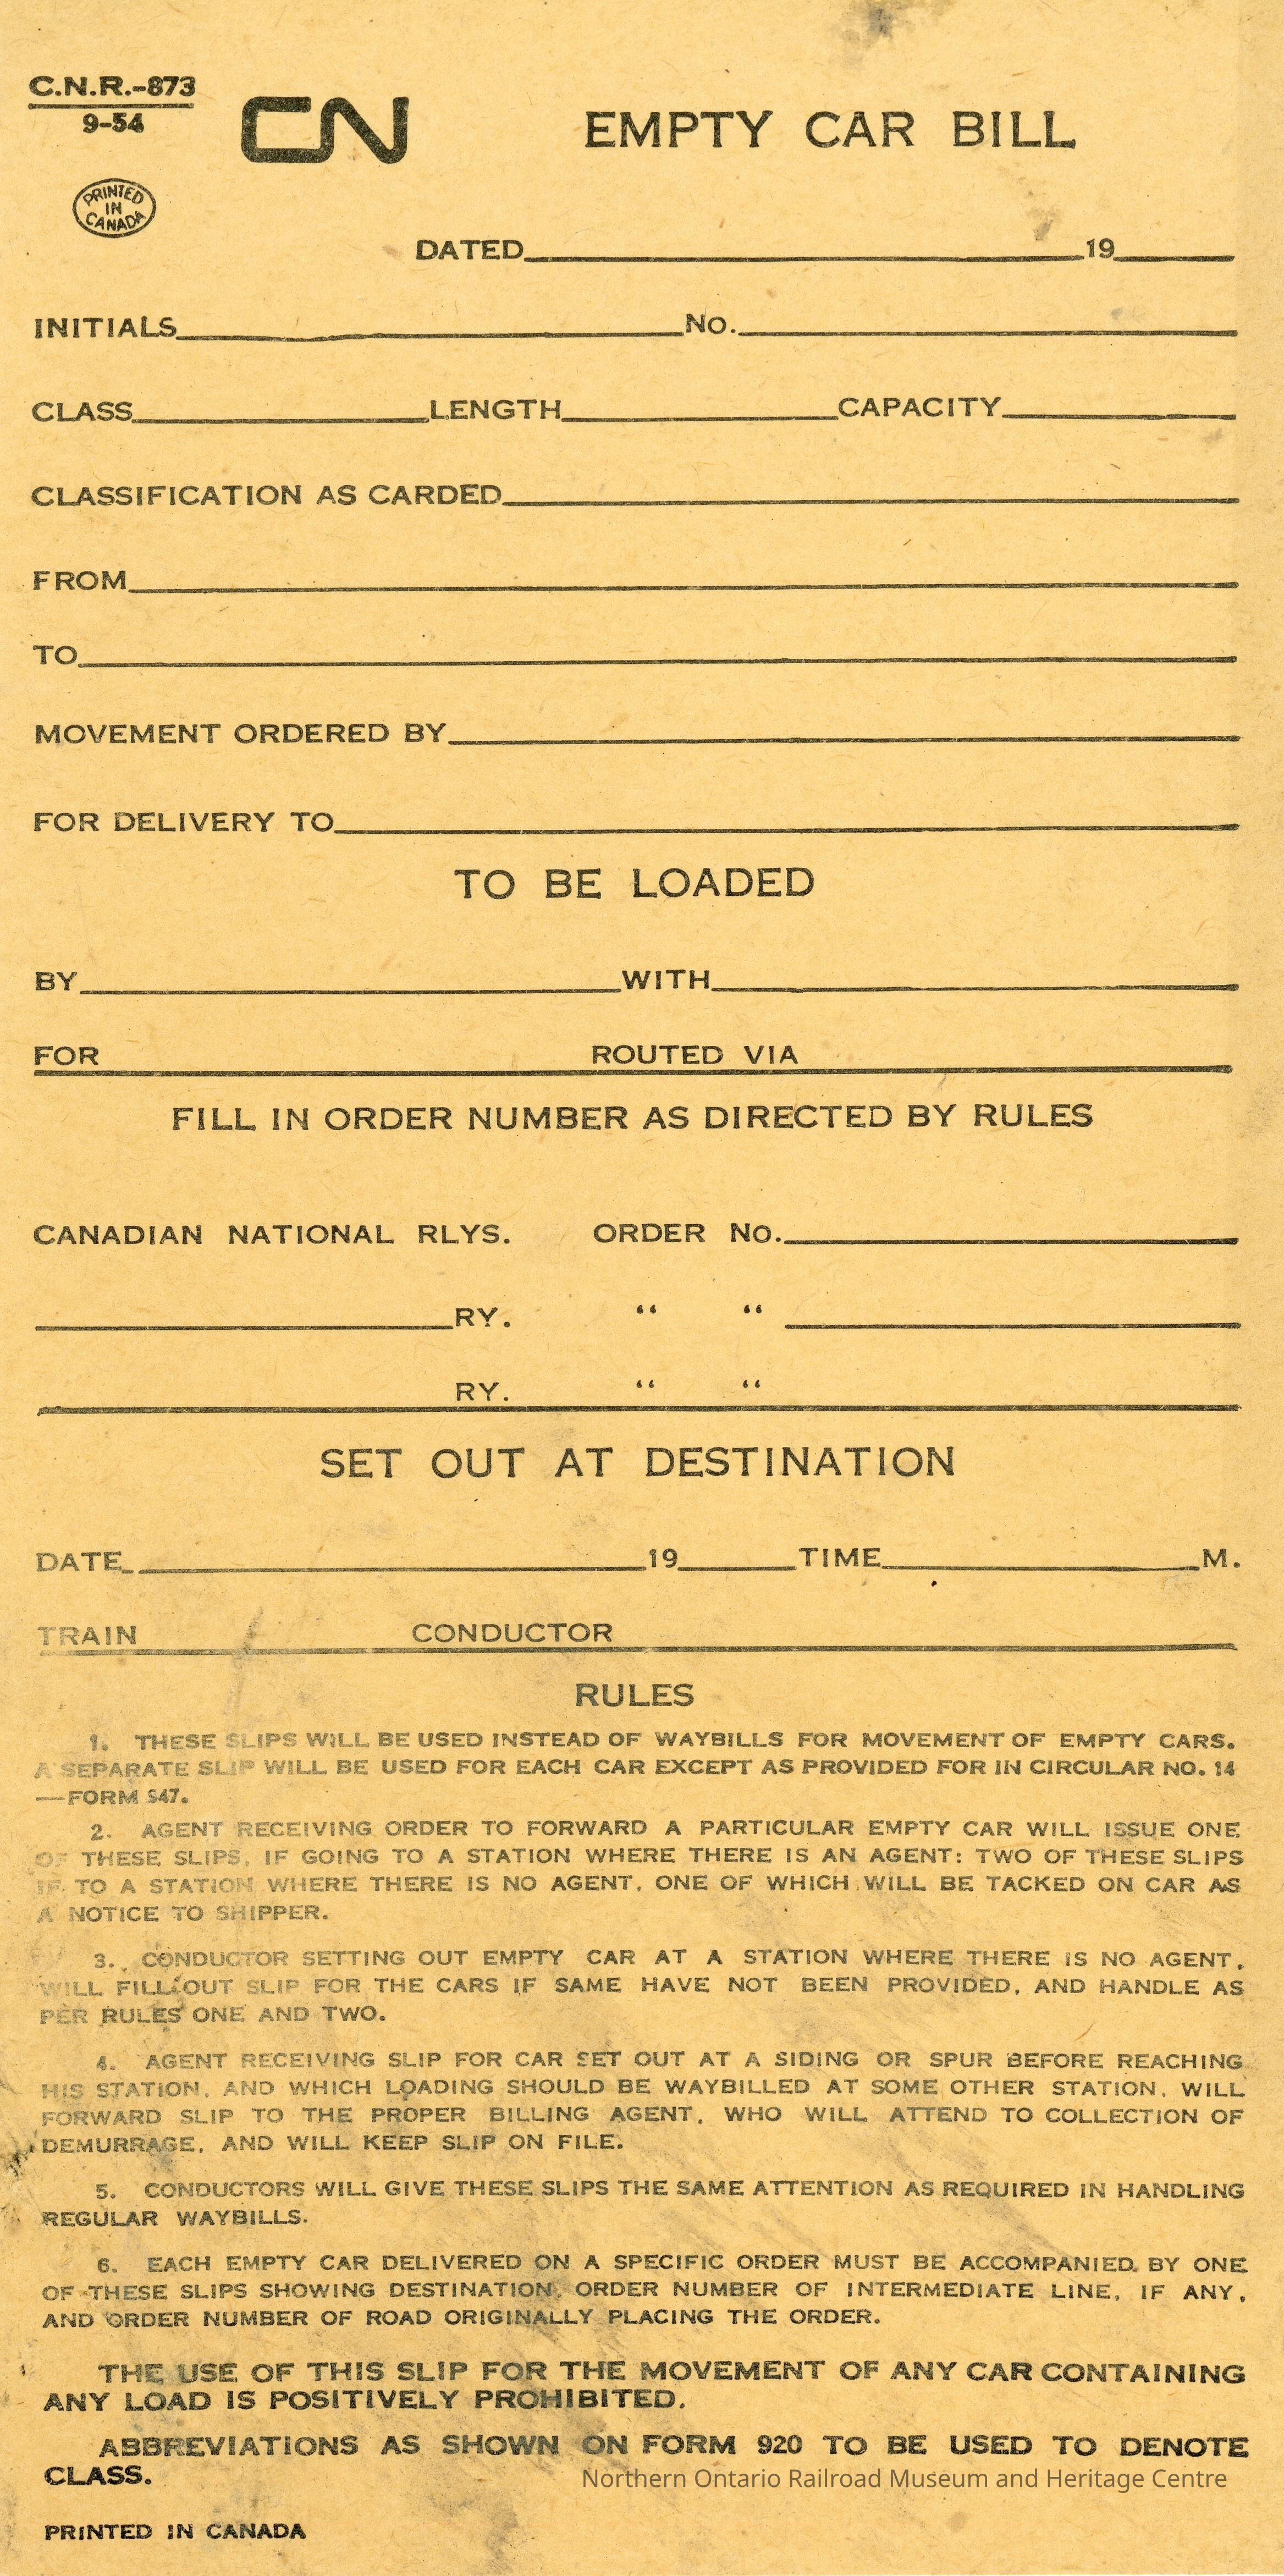 C.N.R.-873
9-54
CN
EMPTY CAR BILL
PRINTED
IN
CANADA
DATED 19
INITIALS No.
CLASS LENGTH CAPACITY
CLASSIFICATION AS CARDED
FROM
TO
MOVEMENT ORDERED BY
FOR DELIVERY TO
TO BE LOADED
BY WITH
FOR ROUTED VIA
FILL IN ORDER NUMBER AS DIRECTED BY RULES
CANADIAN NATIONAL RLYS. ORDER No.
RY. “ “
RY. “ “
SET OUT AT DESTINATION
DATE 19 TIME M.
TRAIN CONDUCTOR
RULES
1. THESE SLIPS WILL BE USED INSTEAD OF WAYBILLS FOR MOVEMENT OF EMPTY CARS.
A SEPARATE SLIP WILL BE USED FOR EACH CAR EXCEPT AS PROVIDED FOR IN CIRCULAR NO. 14
—FORM 947.
2. AGENT RECEIVING ORDER TO FORWARD A PARTICULAR EMPTY CAR WILL ISSUE ONE
OF THESE SLIPS, IF GOING TO A STATION WHERE THERE IS AN AGENT: TWO OF THESE SLIPS
IF TO A STATION WHERE THERE IS NO AGENT, ONE OF WHICH WILL BE TACKED ON CAR AS
A NOTICE TO SHIPPER.
3. CONDUCTOR SETTING OUT EMPTY CAR AT A STATION WHERE THERE IS NO AGENT,
WILL FILL OUT SLIP FOR THE CARS IF SAME HAVE NOT BEEN PROVIDED, AND HANDLE AS
PER RULES ONE AND TWO.
4. AGENT RECEIVING SLIP FOR CAR SET OUT AT A SIDING OR SPUR BEFORE REACHING
HIS STATION, AND WHICH LOADING SHOULD BE WAYBILLED AT SOME OTHER STATION, WILL
FORWARD SLIP TO THE PROPER BILLING AGENT, WHO WILL ATTEND TO COLLECTION OF
DEMURRAGE, AND WILL KEEP SLIP ON FILE.
5. CONDUCTORS WILL GIVE THESE SLIPS THE SAME ATTENTION AS REQUIRED IN HANDLING
REGULAR WAYBILLS.
6. EACH EMPTY CAR DELIVERED ON A SPECIFIC ORDER MUST BE ACCOMPANIED BY ONE
OF THESE SLIPS SHOWING DESTINATION, ORDER NUMBER OF INTERMEDIATE LINE, IF ANY,
AND ORDER NUMBER OF ROAD ORIGINALLY PLACING THE ORDER.
THE USE OF THIS SLIP FOR THE MOVEMENT OF ANY CAR CONTAINING
ANY LOAD IS POSITIVELY PROHIBITED.
ABBREVIATIONS AS SHOWN ON FORM 920 TO BE USED TO DENOTE
CLASS.
Northern Ontario Railroad Museum and Heritage Centre
PRINTED IN CANADA